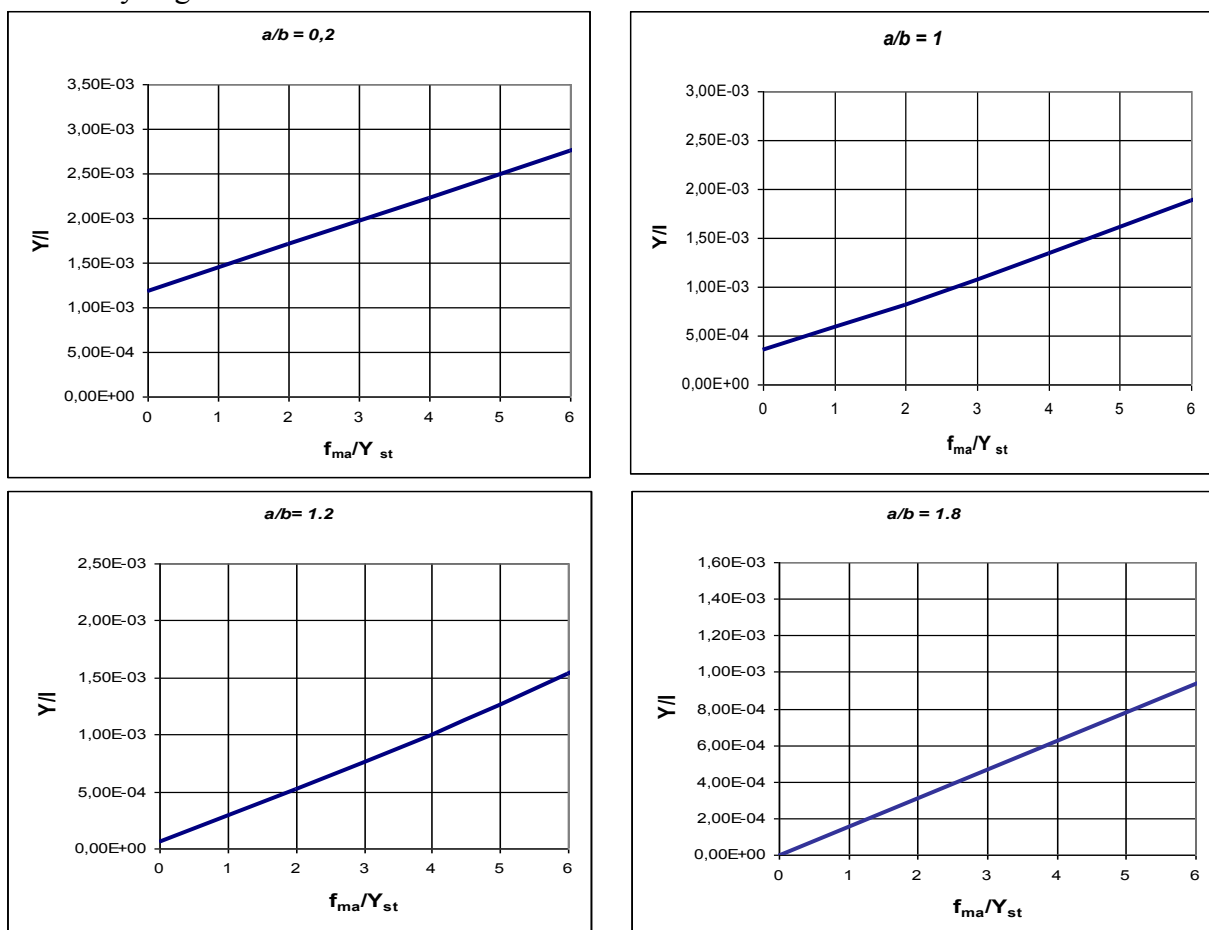 a/b = 0,2
3,50E-03
3,00E-03
2,50E-03
2,00E-03
1,50E-03
1,00E-03
5,00E-04
0,00E+00
Y/l
0 1 2 3 4 5 6
fma/Y st
a/b = 1
3,00E-03
2,50E-03
2,00E-03
1,50E-03
1,00E-03
5,00E-04
0,00E+00
Y/l
0 1 2 3 4 5 6
fma/Y st
a/b= 1.2
2,50E-03
2,00E-03
1,50E-03
1,00E-03
5,00E-04
0,00E+00
Y/l
0 1 2 3 4 5 6
fma/Yst
a/b = 1.8
1,60E-03
1,40E-03
1,20E-03
1,00E-03
8,00E-04
6,00E-04
4,00E-04
2,00E-04
0,00E+00
Y/l
0 1 2 3 4 5 6
fma/Yst